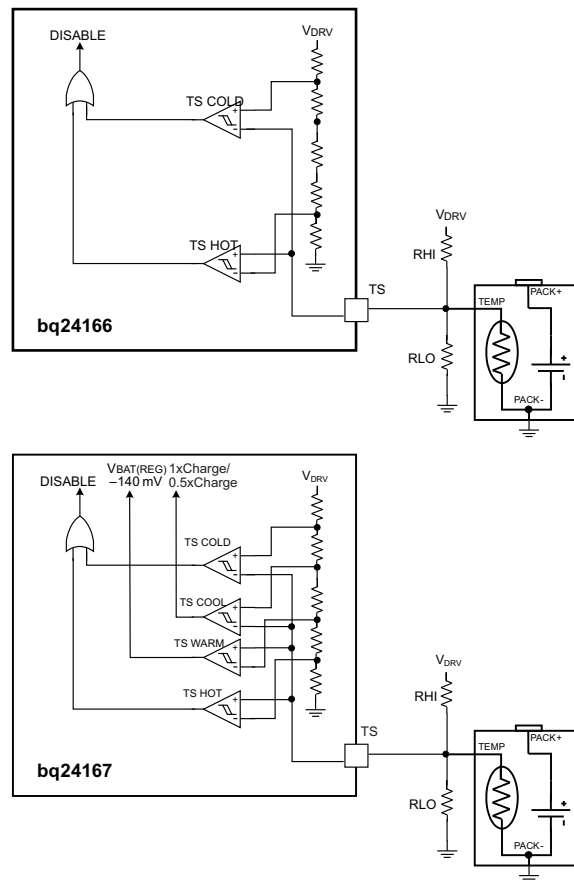 DISABLE
VDRV
TS COLD
TS HOT
bq24166
TS
VDRV
RHI
RLO
TEMP
PACK+
+
-
PACK-
DISABLE
VBAT(REG) 1xCharge/
–140 mV 0.5xCharge
VDRV
TS COLD
TS COOL
TS WARM
TS HOT
bq24167
TS
VDRV
RHI
RLO
TEMP
PACK+
+
-
PACK-